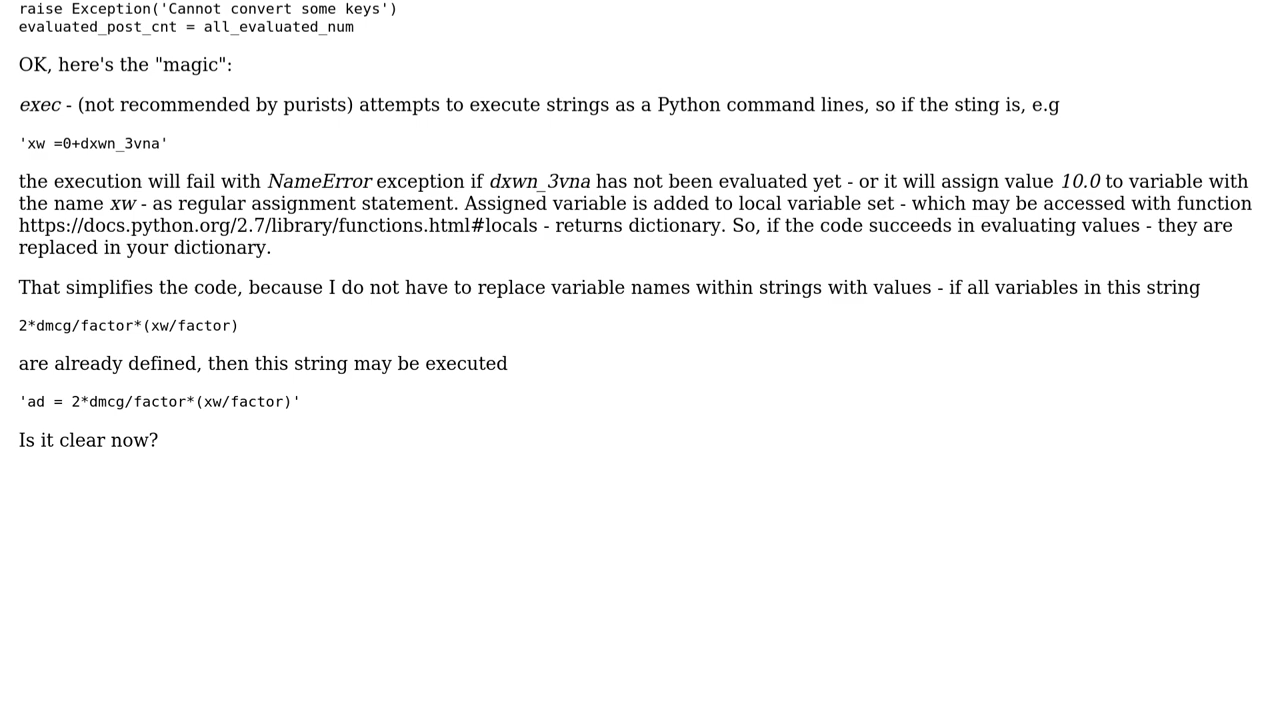 raise Exception('Cannot convert some keys')
evaluated_post_cnt = all_evaluated_num
OK, here's the "magic":
exec - (not recommended by purists) attempts to execute strings as a Python command lines, so if the sting is, e.g
'xw =0+dxwn_3vna'
the execution will fail with NameError exception if dxwn_3vna has not been evaluated yet - or it will assign value 10.0 to variable with
the name xw - as regular assignment statement. Assigned variable is added to local variable set - which may be accessed with function
https://docs.python.org/2.7/library/functions.html#locals - returns dictionary. So, if the code succeeds in evaluating values - they are
replaced in your dictionary.
That simplifies the code, because I do not have to replace variable names within strings with values - if all variables in this string
2*dmcg/factor*(xw/factor)
are already defined, then this string may be executed
'ad = 2*dmcg/factor*(xw/factor)'
Is it clear now?